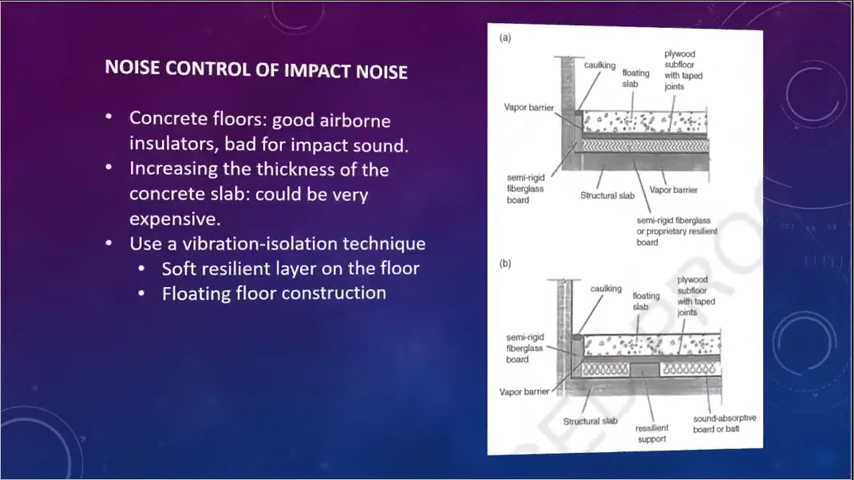 NOISE CONTROL OF IMPACT NOISE
• Concrete floors: good airborne
insulators, bad for impact sound.
• Increasing the thickness of the
concrete slab: could be very
expensive.
• Use a vibration-isolation technique
• Soft resilient layer on the floor
• Floating floor construction
(a)
caulking
floating
slab
plywood
subfloor
with taped
joints
Vapor barrier
semi-rigid
fiberglass
board
Structural slab
Vapor barrier
semi-rigid fiberglass
or proprietary resilient
board
(b)
caulking
floating
slab
plywood
subfloor
with taped
joints
semi-rigid
fiberglass
board
Vapor barrier
Structural slab
ressilient
support
sound-absorptive
board or batt